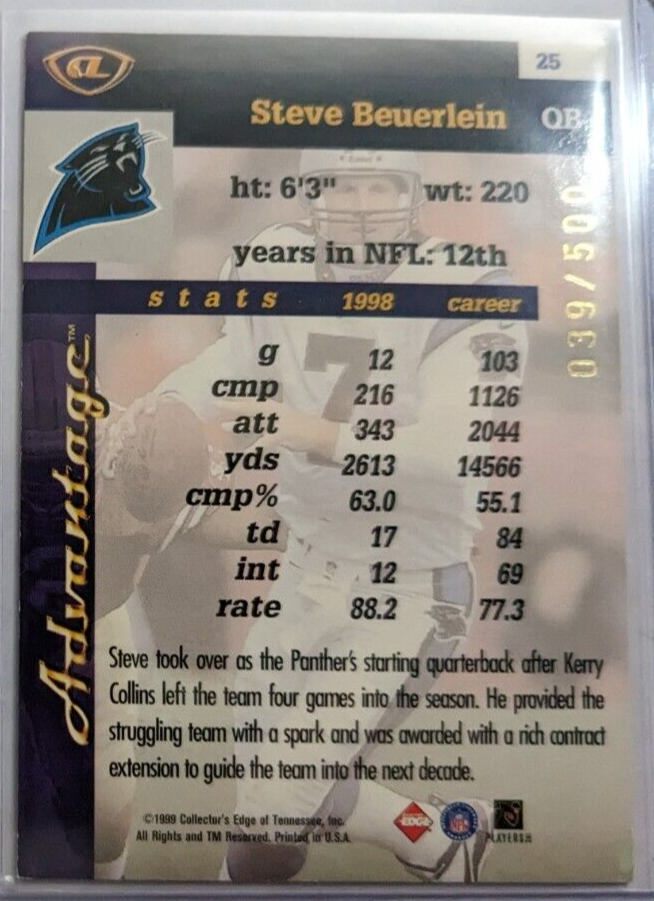 25
Steve Beuerlein QB
ht: 6'3" wt: 220
years in NFL: 12th
stats 1998 career
g 12 103
cmp 216 1126
att 343 2044
yds 2613 14566
cmp% 63.0 55.1
td 17 84
int 12 69
rate 88.2 77.3
Steve took over as the Panther's starting quarterback after Kerry
Collins left the team four games into the season. He provided the
struggling team with a spark and was awarded with a rich contract
extension to guide the team into the next decade.
©1999 Collector's Edge of Tennessee, Inc.
All Rights and TM Reserved. Printed in U.S.A.
EDGE
NFL
PLAYERS
Advantage™
039/500
7